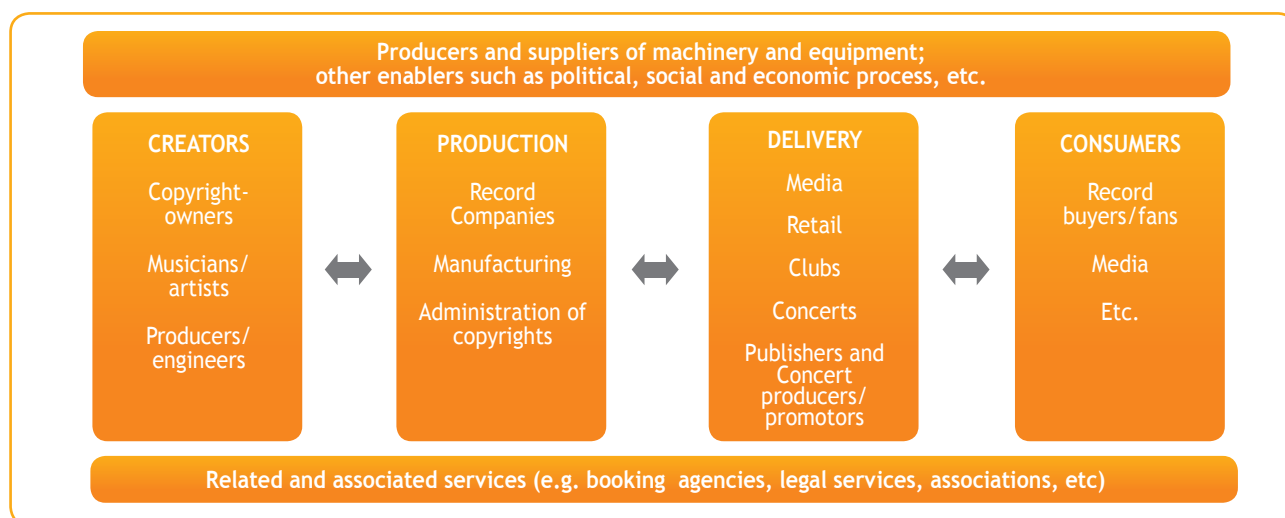 Producers and suppliers of machinery and equipment;
other enablers such as political, social and economic process, etc.
CREATORS
Copyright-
owners
Musicians/
artists
Producers/
engineers
PRODUCTION
Record
Companies
Manufacturing
Administration of
copyrights
DELIVERY
Media
Retail
Clubs
Concerts
Publishers and
Concert
producers/
promotors
CONSUMERS
Record
buyers/fans
Media
Etc.
Related and associated services (e.g. booking agencies, legal services, associations, etc)